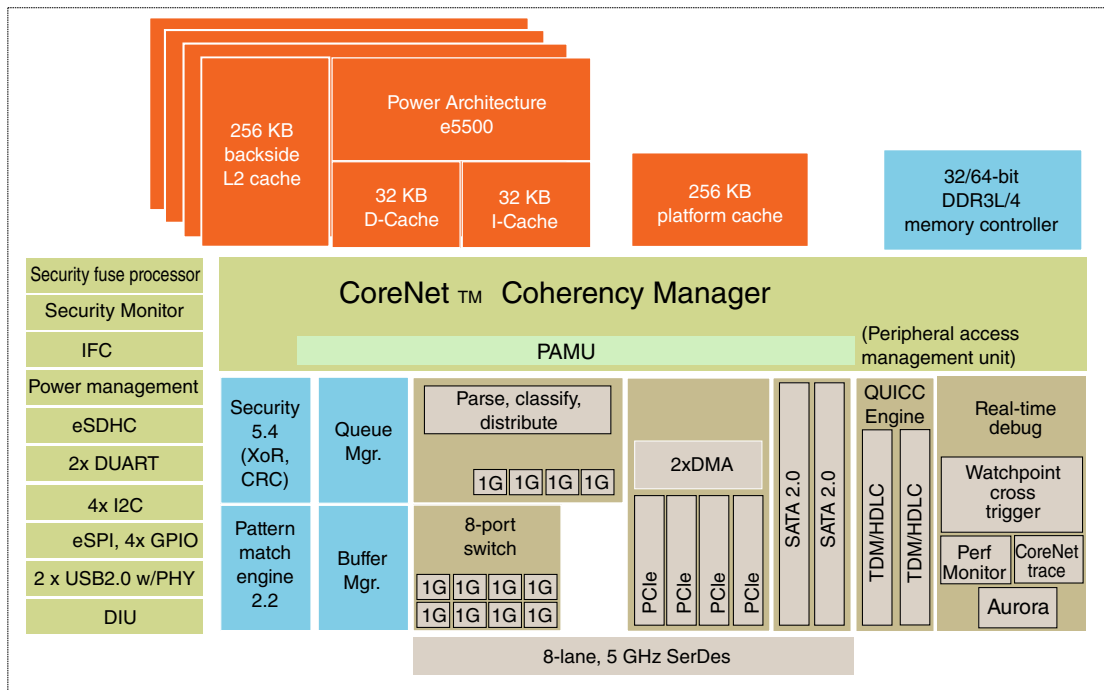 Power Architecture
e5500
256 KB
backside
L2 cache
32 KB
D-Cache
32 KB
I-Cache
256 KB
platform cache
32/64-bit
DDR3L/4
memory controller
Security fuse processor
Security Monitor
IFC
Power management
eSDHC
2x DUART
4x I2C
eSPI, 4x GPIO
2 x USB2.0 w/PHY
DIU
CoreNet TM Coherency Manager
PAMU
(Peripheral access
management unit)
Security
5.4
(XoR,
CRC)
Queue
Mgr.
Pattern
match
engine
2.2
Buffer
Mgr.
Parse, classify,
distribute
1G 1G 1G 1G
8-port
switch
1G 1G 1G 1G
1G 1G 1G 1G
2xDMA
PCIe
PCIe
PCIe
PCIe
SATA 2.0
SATA 2.0
QUICC
Engine
TDM/HDLC
TDM/HDLC
Real-time
debug
Watchpoint
cross
trigger
Perf
Monitor
CoreNet
trace
Aurora
8-lane, 5 GHz SerDes